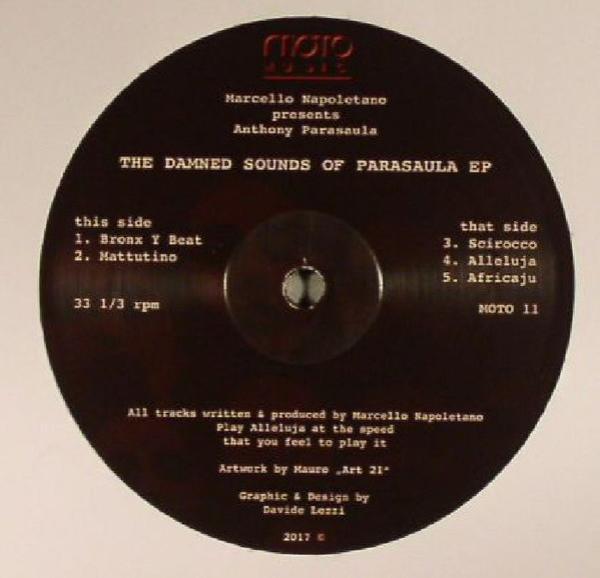 MOTO
MUSIC
Marcello Napoletano
presents
Anthony Parasaula
THE DAMNED SOUNDS OF PARASAULA EP
this side
1. Bronx Y Beat
2. Mattutino
33 1/3 rpm
that side
3. Scirocco
4. Alleluja
5. Africaju
MOTO 11
All tracks written & produced by Marcello Napoletano
Play Alleluja at the speed
that you feel to play it
Artwork by Mauro „Art 21“
Graphic & Design by
Davide Lezzi
2017 ©